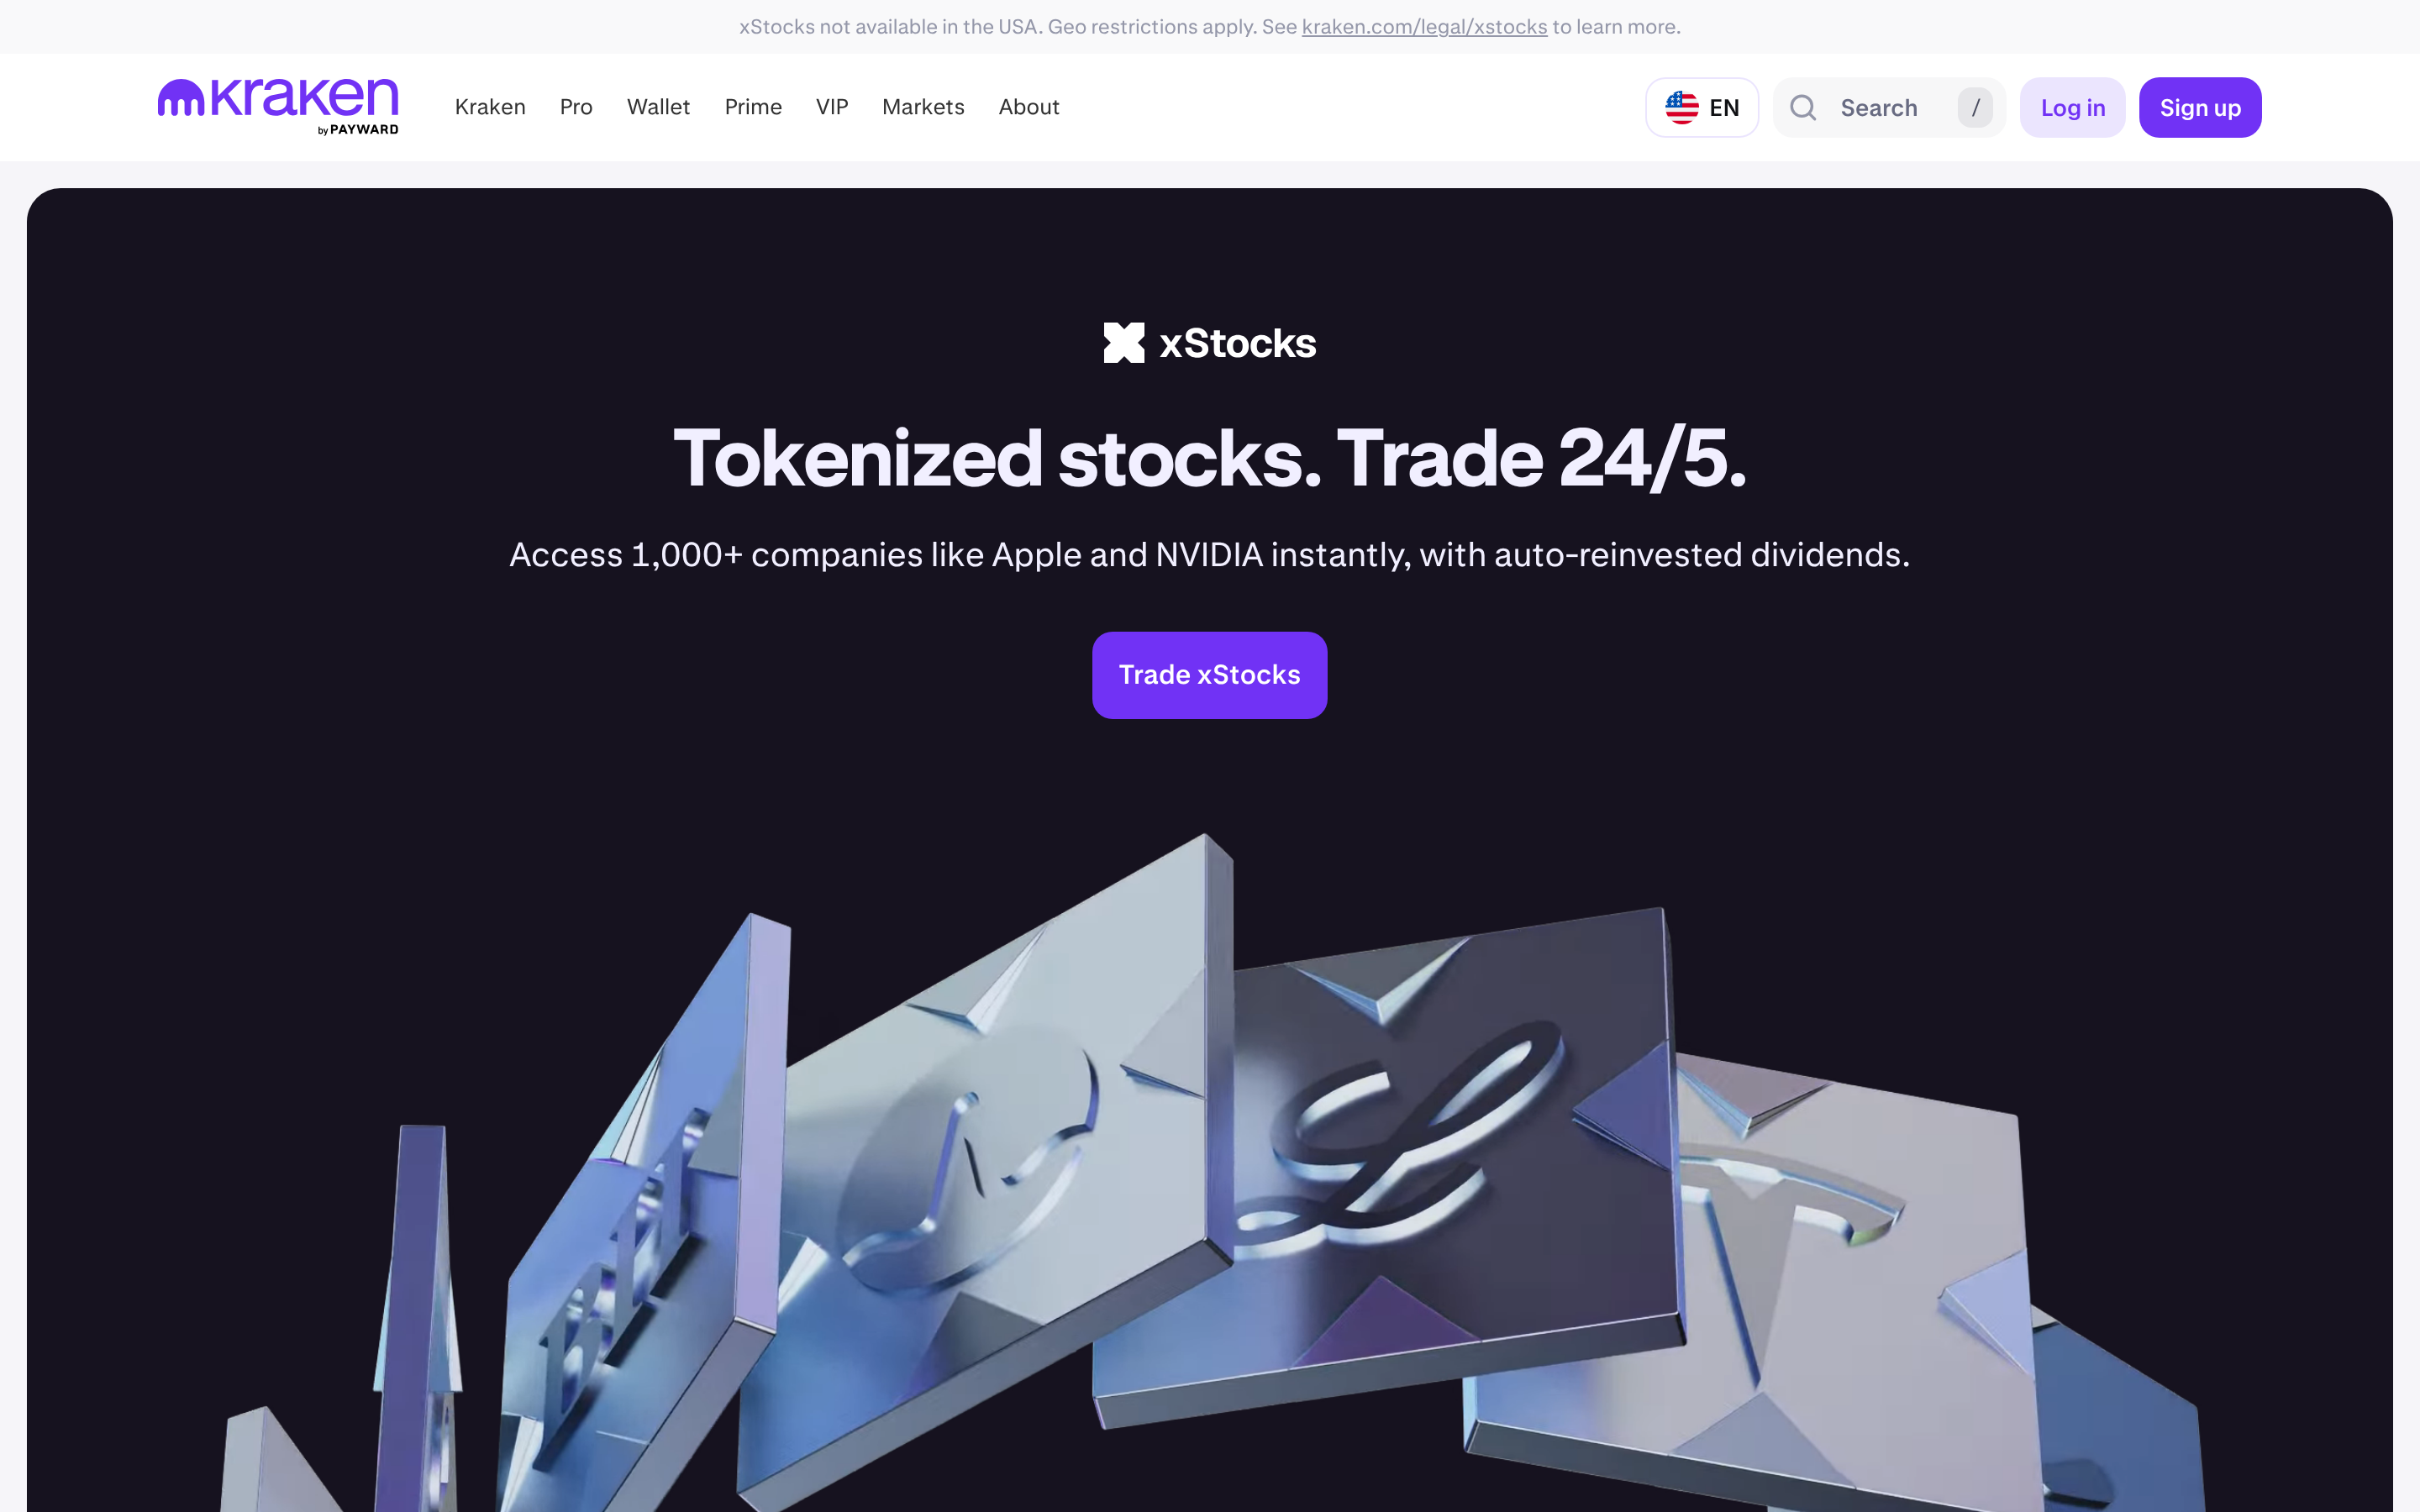 xStocks not available in the USA. Geo restrictions apply. See kraken.com/legal/xstocks to learn more.
kraken
by PAYWARD
Kraken Pro Wallet Prime VIP Markets About
EN
Search /
Log in
Sign up
xStocks
Tokenized stocks. Trade 24/5.
Access 1,000+ companies like Apple and NVIDIA instantly, with auto-reinvested dividends.
Trade xStocks